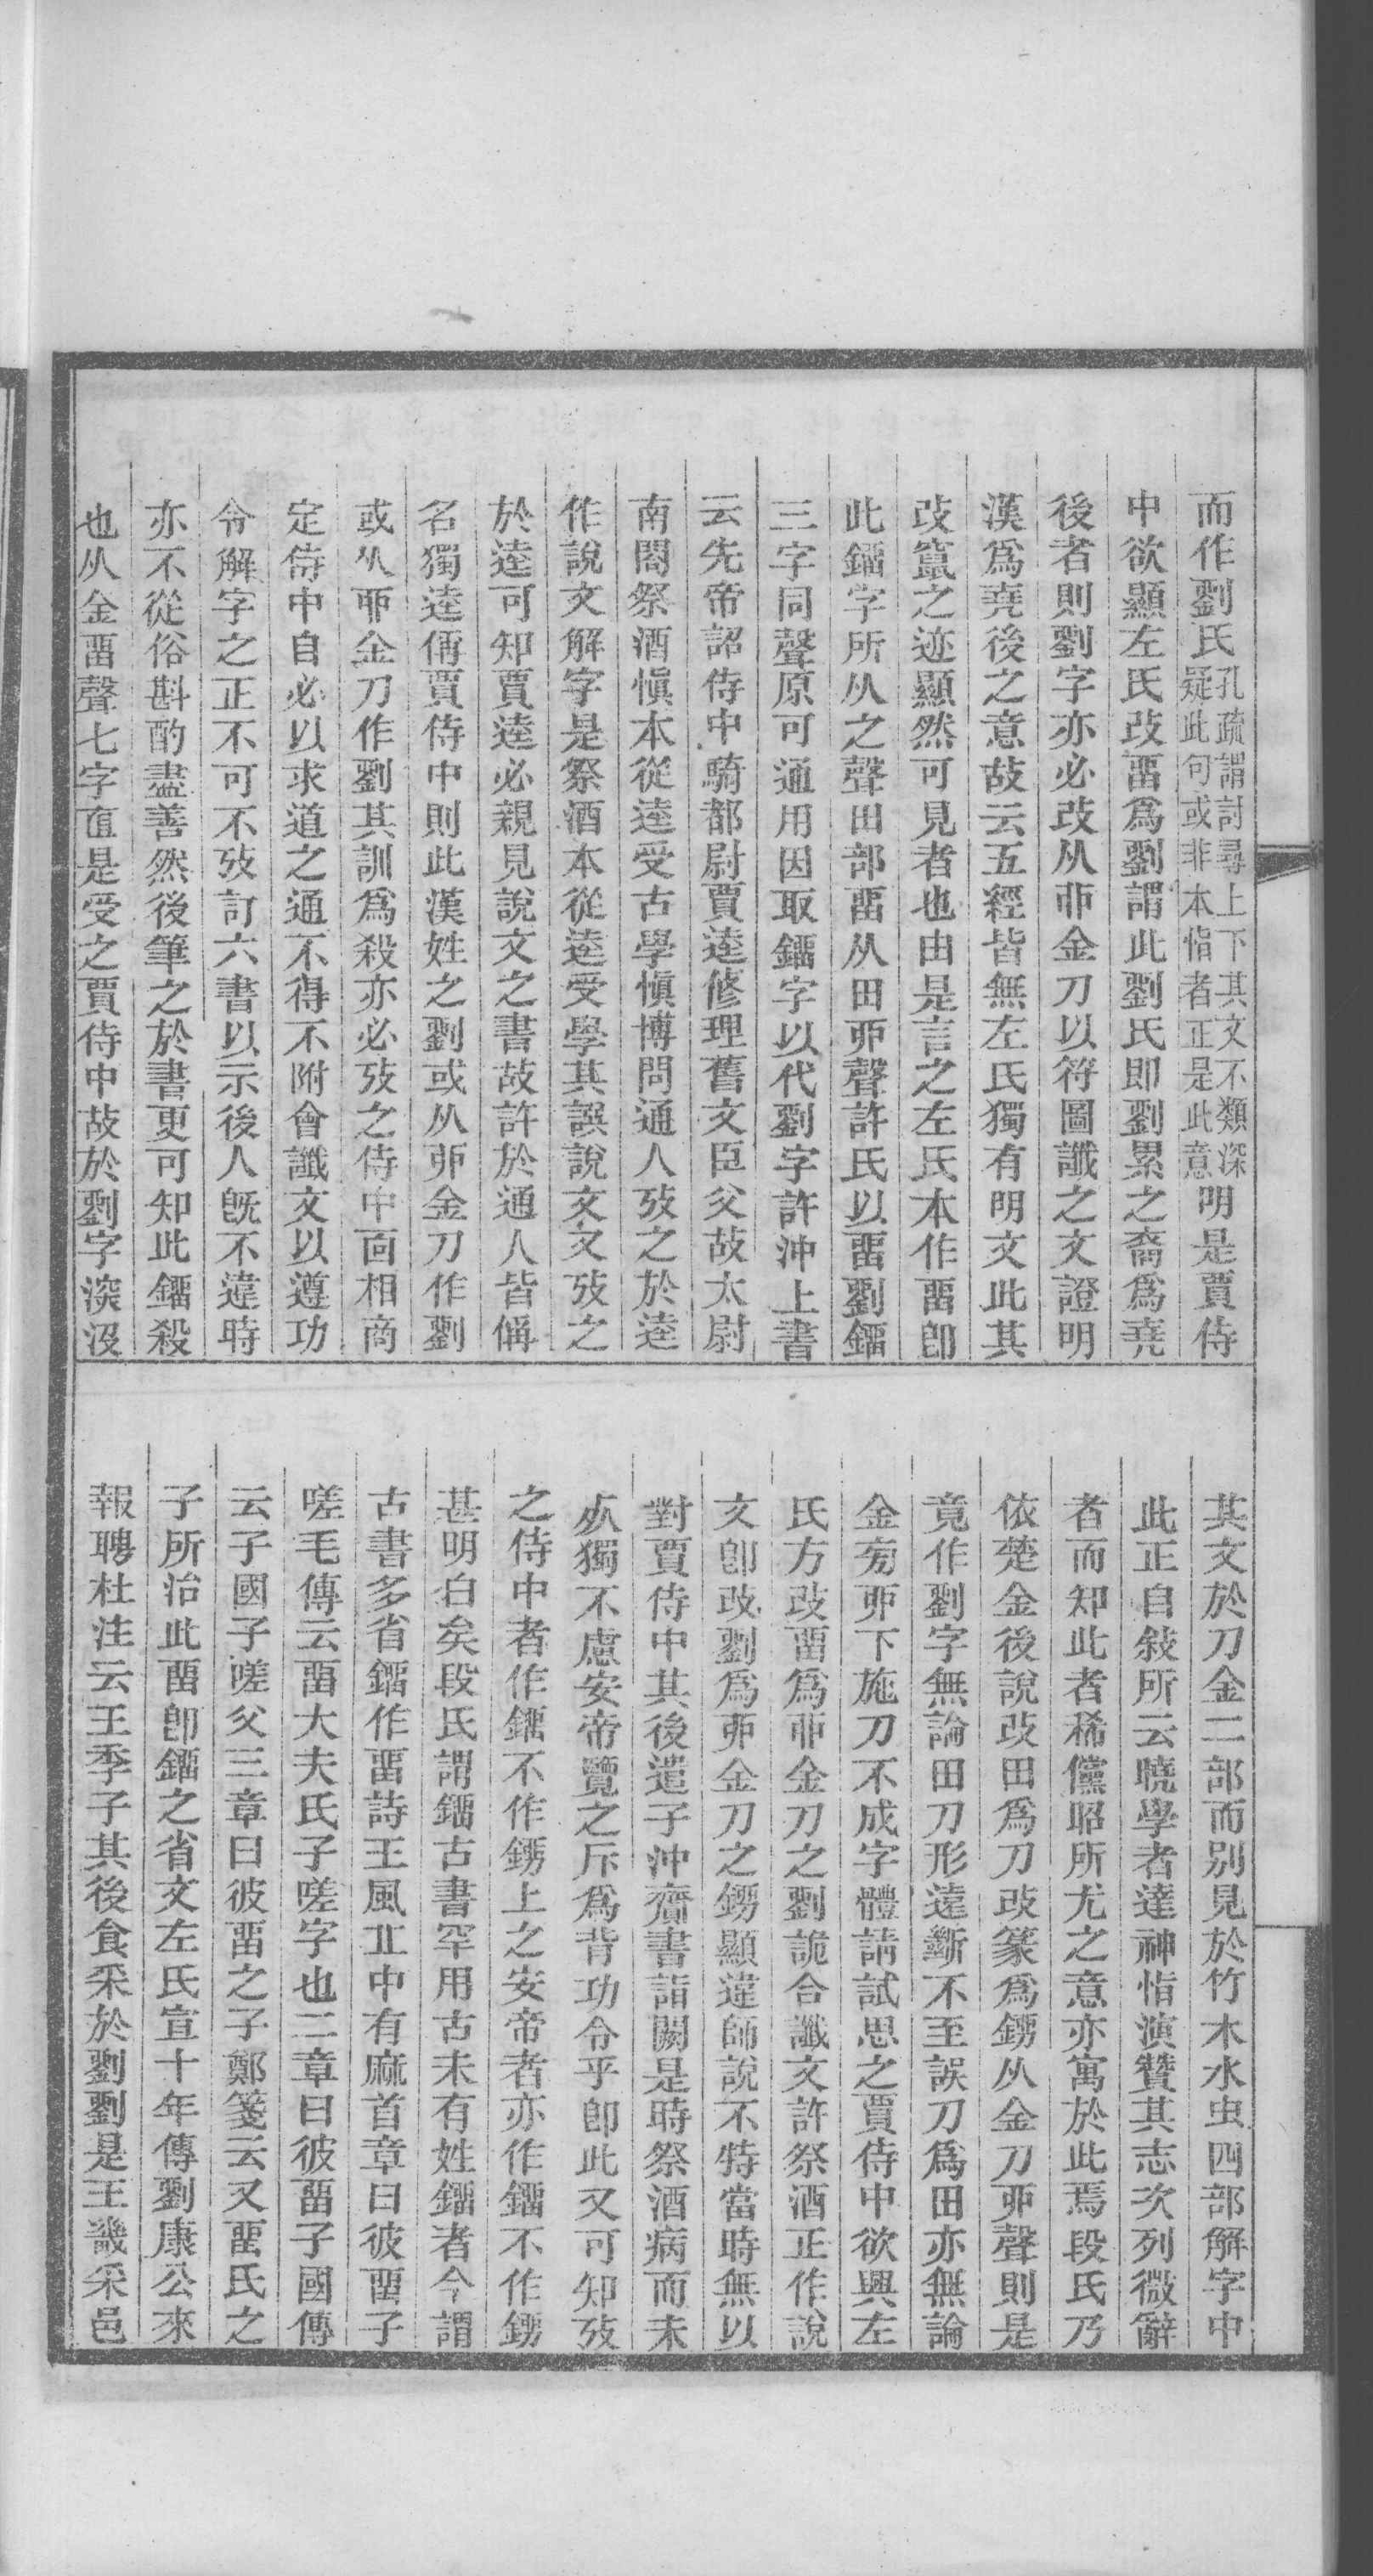 而作劉氏孔疏謂討尋上下其文不類深疑此句或非本恉者正是此意明是賈侍
中欲顯左氏改畱爲劉謂此劉氏即劉累之裔爲堯
後者則劉字亦必改从丣金刀以符圖讖之文證明
漢爲堯後之意故云五經皆無左氏獨有明文此其
改竄之迹顯然可見者也由是言之左氏本作畱卽
此鐂字所从之聲田部畱从田丣聲許氏以畱劉鐂
三字同聲原可通用因取鐂字以代劉字許沖上書
云先帝詔侍中騎都尉賈逵修理舊文臣父故太尉
南閣祭酒愼本從逵受古學愼博問通人攷之於逵
作說文解字是祭酒本從逵受學其譔說文又攷之
於逵可知賈逵必親見說文之書故許於通人皆偁
名獨逵偁賈侍中則此漢姓之劉或从丣金刀作劉
或从戼金刀作劉其訓爲殺亦必攷之侍中面相商
定侍中自必以求道之通不得不附會讖文以遵功
令解字之正不可不攷訂六書以示後人旣不違時
亦不從俗斟酌盡善然後筆之於書更可知此鐂殺
也从金畱聲七字直是受之賈侍中故於劉字深沒
其文於刀金二部而別見於竹木水虫四部解字中
此正自敍所云曉學者達神恉演贊其志次列微辭
者而知此者稀儻昭所尤之意亦寓於此焉段氏乃
依楚金後說改田爲刀改篆爲鎦从金刀丣聲則是
竟作劉字無論田刀形遠斷不至誤刀爲田亦無論
金旁丣下施刀不成字體請試思之賈侍中欲興左
氏方改畱爲丣金刀之劉詭合讖文許祭酒正作說
文卽改劉爲丣金刀之鎦顯違師說不特當時無以
對賈侍中其後遣子沖齎書詣闕是時祭酒病而未
㱙獨不慮安帝覽之斥爲背功令乎卽此又可知攷
之侍中者作鐂不作鎦上之安帝者亦作鐂不作鎦
甚明白矣段氏謂鐂古書罕用古未有姓鐂者今謂
古書多省鐂作畱詩王風丘中有麻首章曰彼畱子
嗟毛傳云畱大夫氏子嗟字也二章曰彼畱子國傳
云子國子嗟父三章曰彼畱之子鄭箋云又畱氏之
子所治此畱卽鐂之省文左氏宣十年傳劉康公來
報聘杜注云王季子其後食采於劉劉是王畿采邑